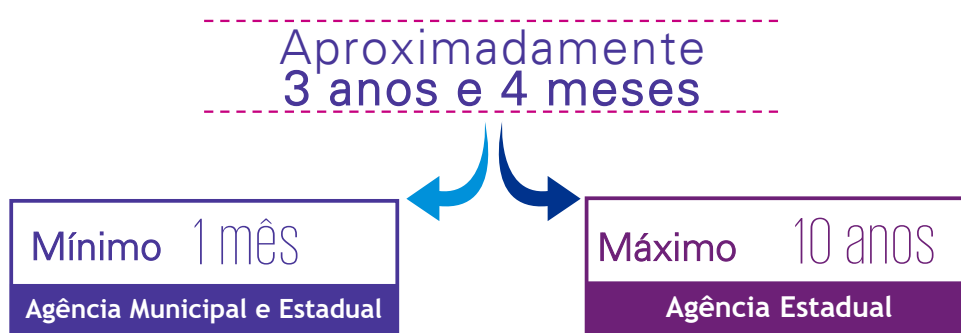 Aproximadamente
3 anos e 4 meses
Mínimo 1 mês
Agência Municipal e Estadual
Máximo 10 anos
Agência Estadual